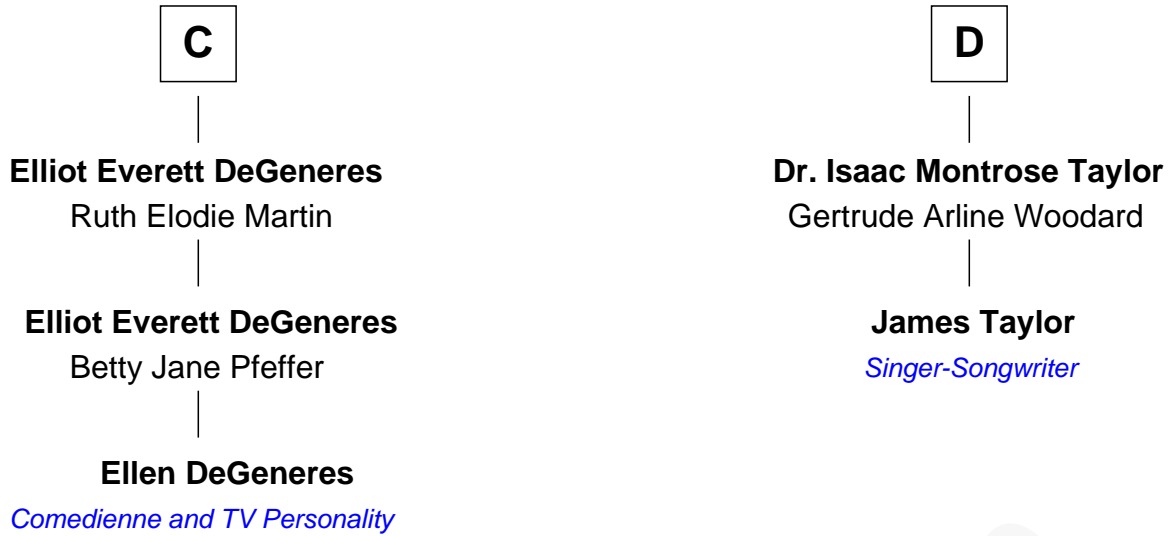 C
Elliot Everett DeGeneres
Ruth Elodie Martin
Elliot Everett DeGeneres
Betty Jane Pfeffer
Ellen DeGeneres
Comedienne and TV Personality
D
Dr. Isaac Montrose Taylor
Gertrude Arline Woodard
James Taylor
Singer-Songwriter